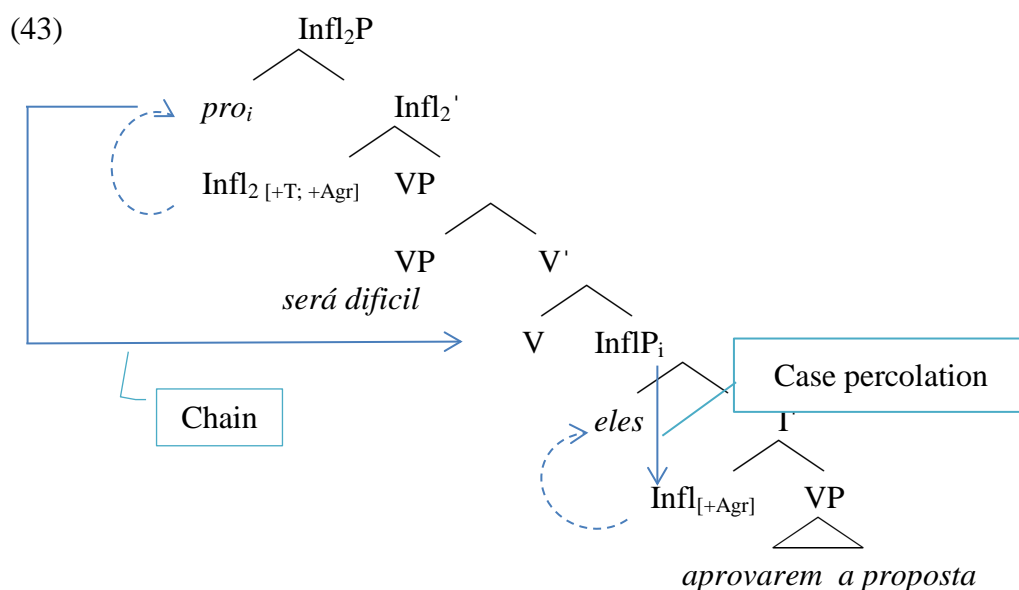 (43) Infl₂P
proᵢ Infl₂'
Infl₂ [+T; +Agr] VP
VP V'
será dificil
V InflPᵢ
Case percolation
Chain
eles I'
Infl[+Agr] VP
aprovarem a proposta